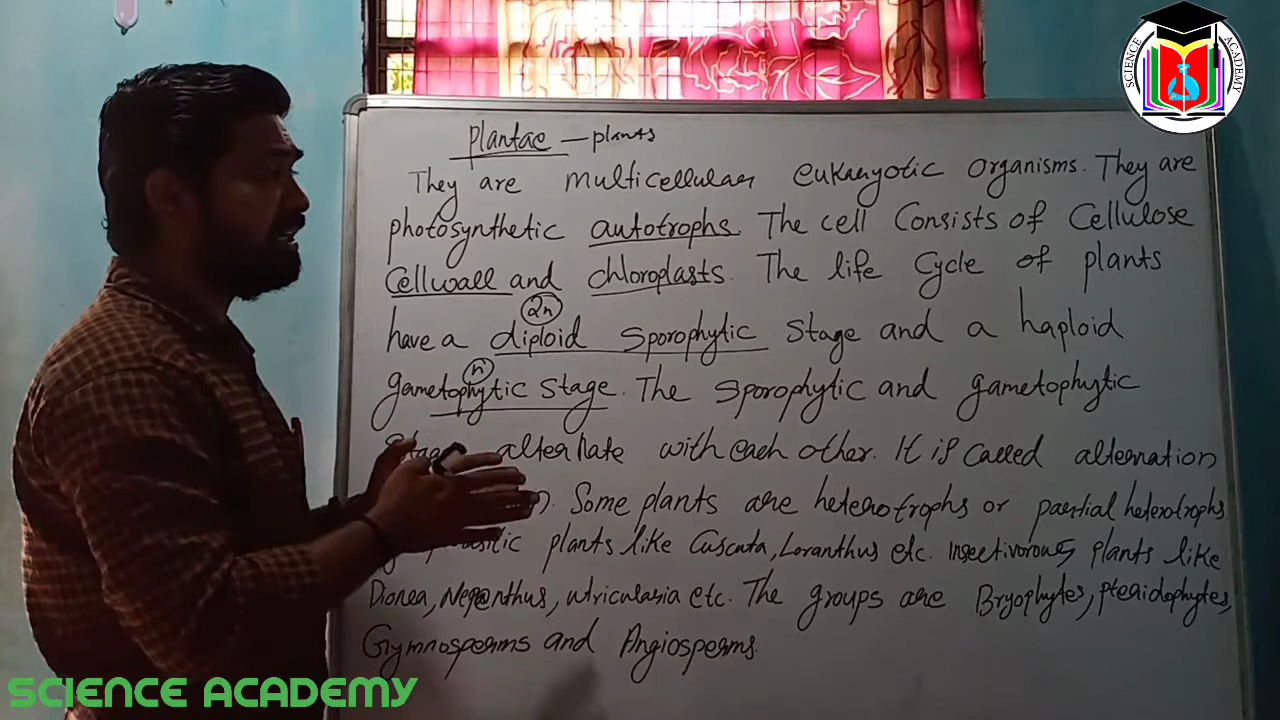 SCIENCE ACADEMY
plantae — plants
They are multicellular eukaryotic organisms. They are
photosynthetic autotrophs. The cell consists of Cellulose
Cellwall and chloroplasts. The life cycle of plants
2n
have a diploid sporophytic stage and a haploid
n
gametophytic stage. The sporophytic and gametophytic
Stage alternate with each other. It is called alternation
Some plants are heterotrophs or partial heterotrophs
plants like Cuscuta, Loranthus etc. Insectivorous plants like
Dionea, Nepenthus, utricularia etc. The groups are Bryophytes, pteridophytes,
Gymnosperms and Angiosperms.
SCIENCE ACADEMY